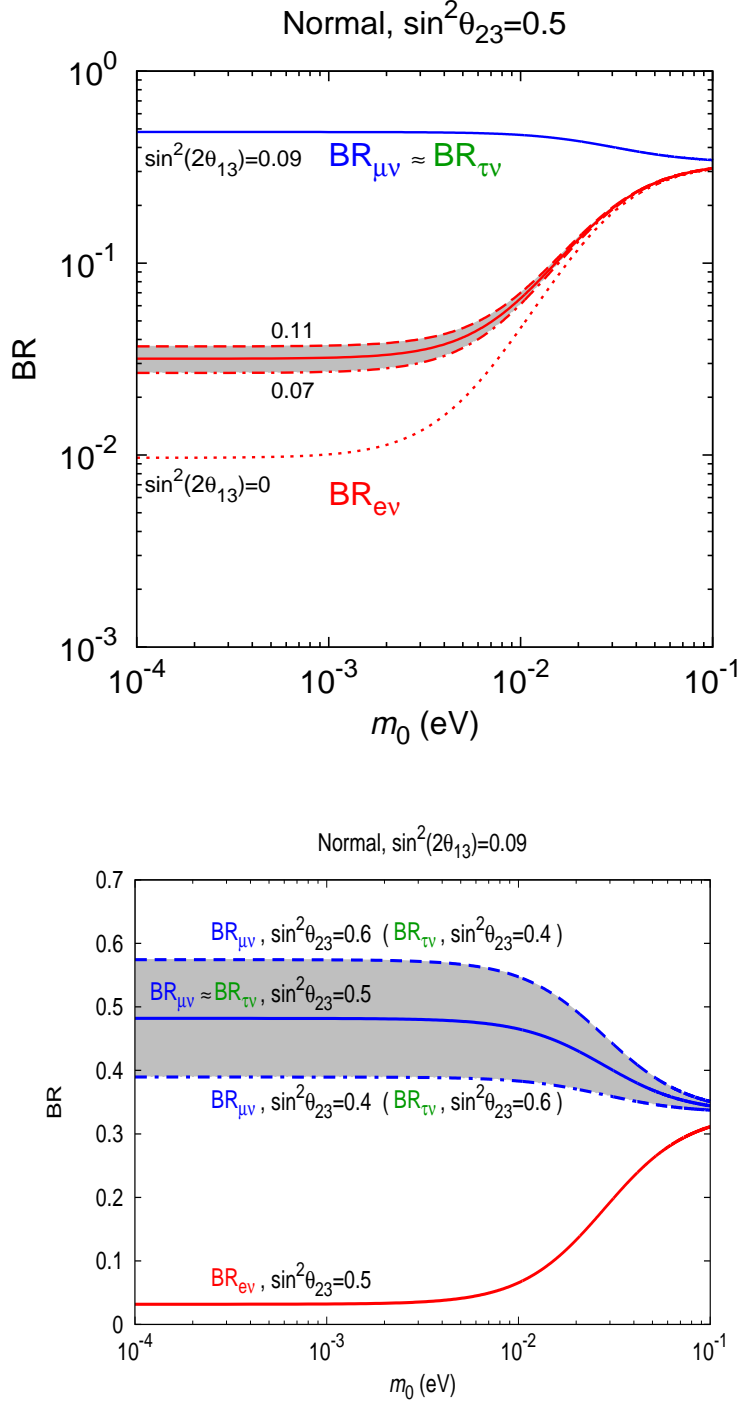 Normal, sin²θ₂₃=0.5
10⁰
sin²(2θ₁₃)=0.09
BR_μν ≈ BR_τν
10⁻¹
0.11
BR
0.07
10⁻²
sin²(2θ₁₃)=0
BR_eν
10⁻³
10⁻⁴ 10⁻³ 10⁻² 10⁻¹
m₀ (eV)
Normal, sin²(2θ₁₃)=0.09
0.7
BR_μν , sin²θ₂₃=0.6 ( BR_τν , sin²θ₂₃=0.4 )
0.6
BR_μν ≈BR_τν , sin²θ₂₃=0.5
0.5
0.4
BR_μν , sin²θ₂₃=0.4 ( BR_τν , sin²θ₂₃=0.6 )
BR
0.3
0.2
0.1
BR_eν , sin²θ₂₃=0.5
0
10⁻⁴ 10⁻³ 10⁻² 10⁻¹
m₀ (eV)